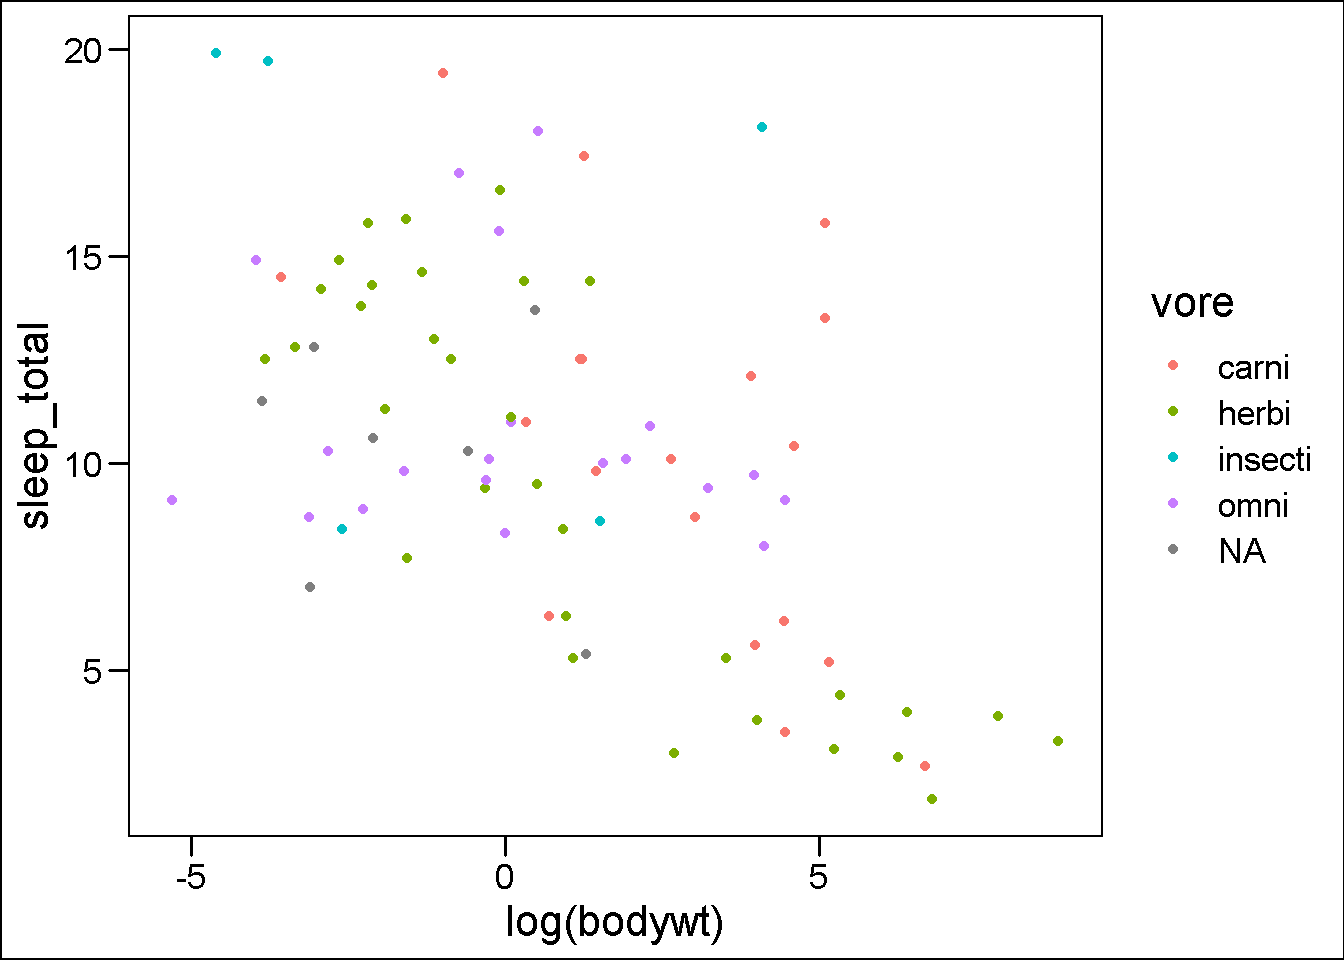 20
15
10
5
sleep_total
-5 0 5
log(bodywt)
vore
carni
herbi
insecti
omni
NA